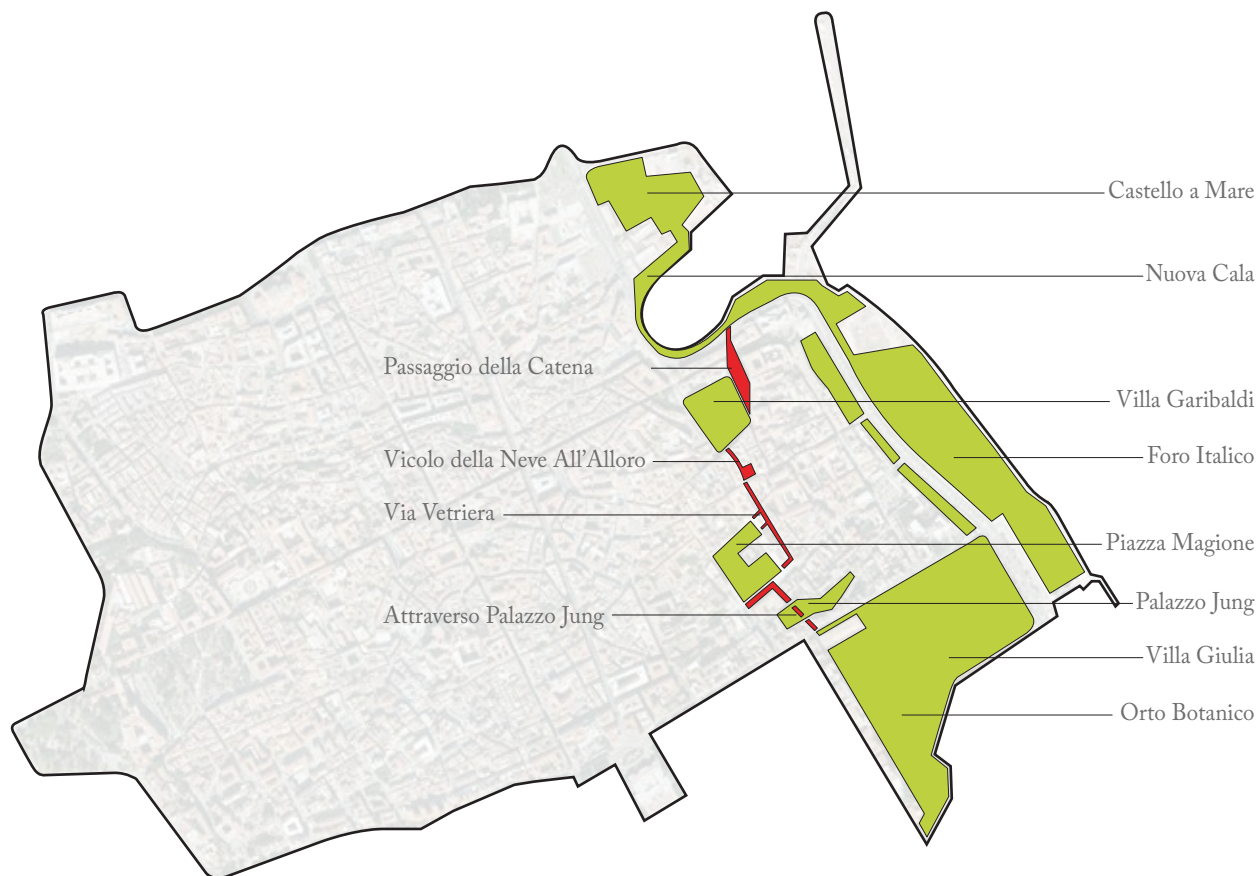 Castello a Mare
Nuova Cala
Passaggio della Catena
Villa Garibaldi
Vicolo della Neve All’Alloro
Foro Italico
Via Vetriera
Piazza Magione
Palazzo Jung
Attraverso Palazzo Jung
Villa Giulia
Orto Botanico